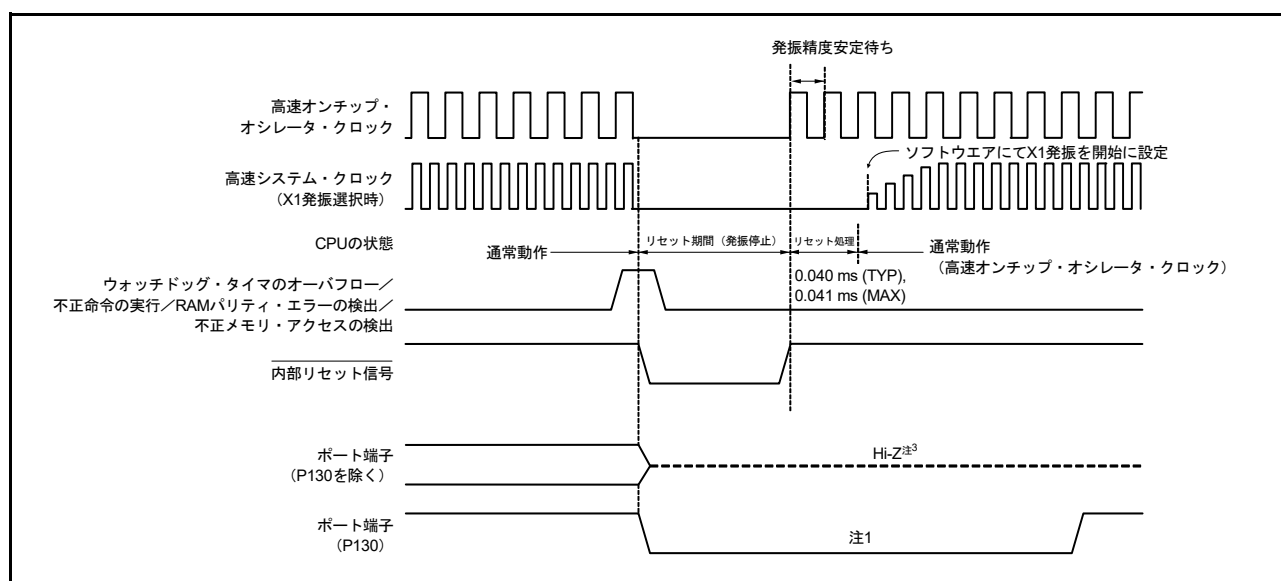 発振精度安定待ち
高速オンチップ・
オシレータ・クロック
ソフトウエアにてX1発振を開始に設定
高速システム・クロック
（X1発振選択時）
CPUの状態
通常動作
リセット期間（発振停止）
リセット処理
通常動作
（高速オンチップ・オシレータ・クロック）
0.040 ms (TYP),
0.041 ms (MAX)
ウォッチドッグ・タイマのオーバフロー／
不正命令の実行／RAMパリティ・エラーの検出／
不正メモリ・アクセスの検出
内部リセット信号
ポート端子
（P130を除く）
Hi-Z注3
ポート端子
（P130）
注1